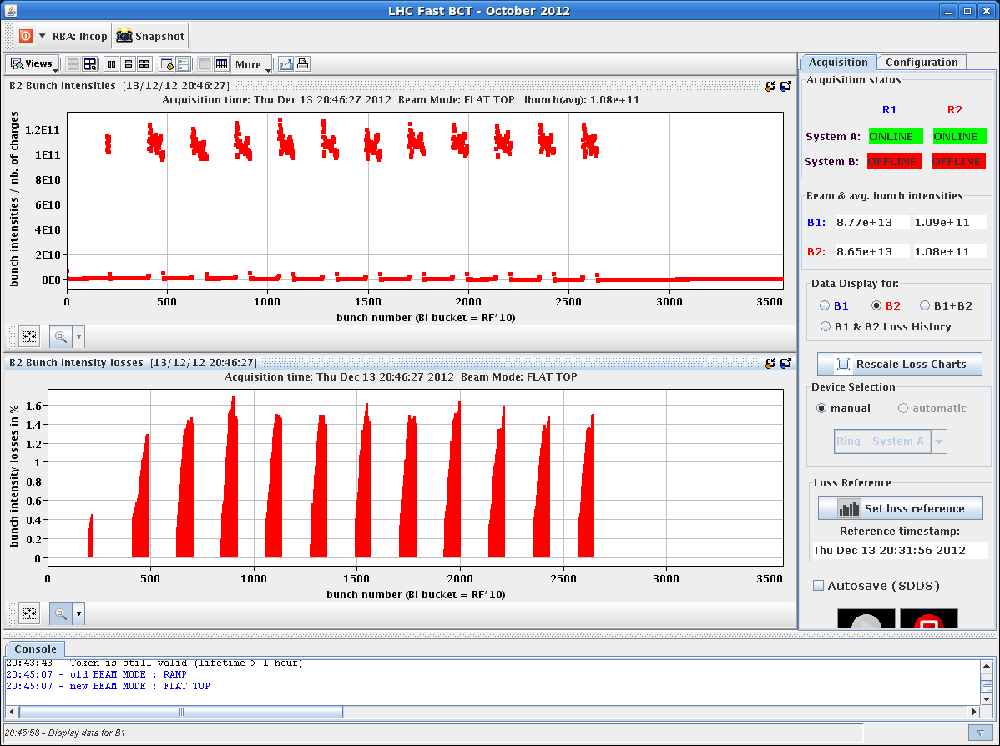 LHC Fast BCT - October 2012
RBA: lhcop Snapshot
Views More
B2 Bunch intensities [13/12/12 20:46:27]
Acquisition time: Thu Dec 13 20:46:27 2012 Beam Mode: FLAT TOP Ibunch(avg): 1.08e+11
bunch intensities / nb. of charges
1.2E11
1E11
8E10
6E10
4E10
2E10
0E0
0 500 1000 1500 2000 2500 3000 3500
bunch number (BI bucket = RF*10)
B2 Bunch intensity losses [13/12/12 20:46:27]
Acquisition time: Thu Dec 13 20:46:27 2012 Beam Mode: FLAT TOP
bunch intensity losses in %
1.6
1.4
1.2
1
0.8
0.6
0.4
0.2
0
0 500 1000 1500 2000 2500 3000 3500
bunch number (BI bucket = RF*10)
Acquisition Configuration
Acquisition status
R1 R2
System A: ONLINE ONLINE
System B: OFFLINE OFFLINE
Beam & avg. bunch intensities
B1: 8.77e+13 1.09e+11
B2: 8.65e+13 1.08e+11
Data Display for:
B1 B2 B1+B2
B1 & B2 Loss History
Rescale Loss Charts
Device Selection
manual automatic
Ring - System A
Loss Reference
Set loss reference
Reference timestamp:
Thu Dec 13 20:31:56 2012
Autosave (SDDS)
Console
20:43:43 - Token is still valid (lifetime > 1 hour)
20:45:07 - old BEAM MODE : RAMP
20:45:07 - new BEAM MODE : FLAT TOP
20:45:58 - Display data for B1